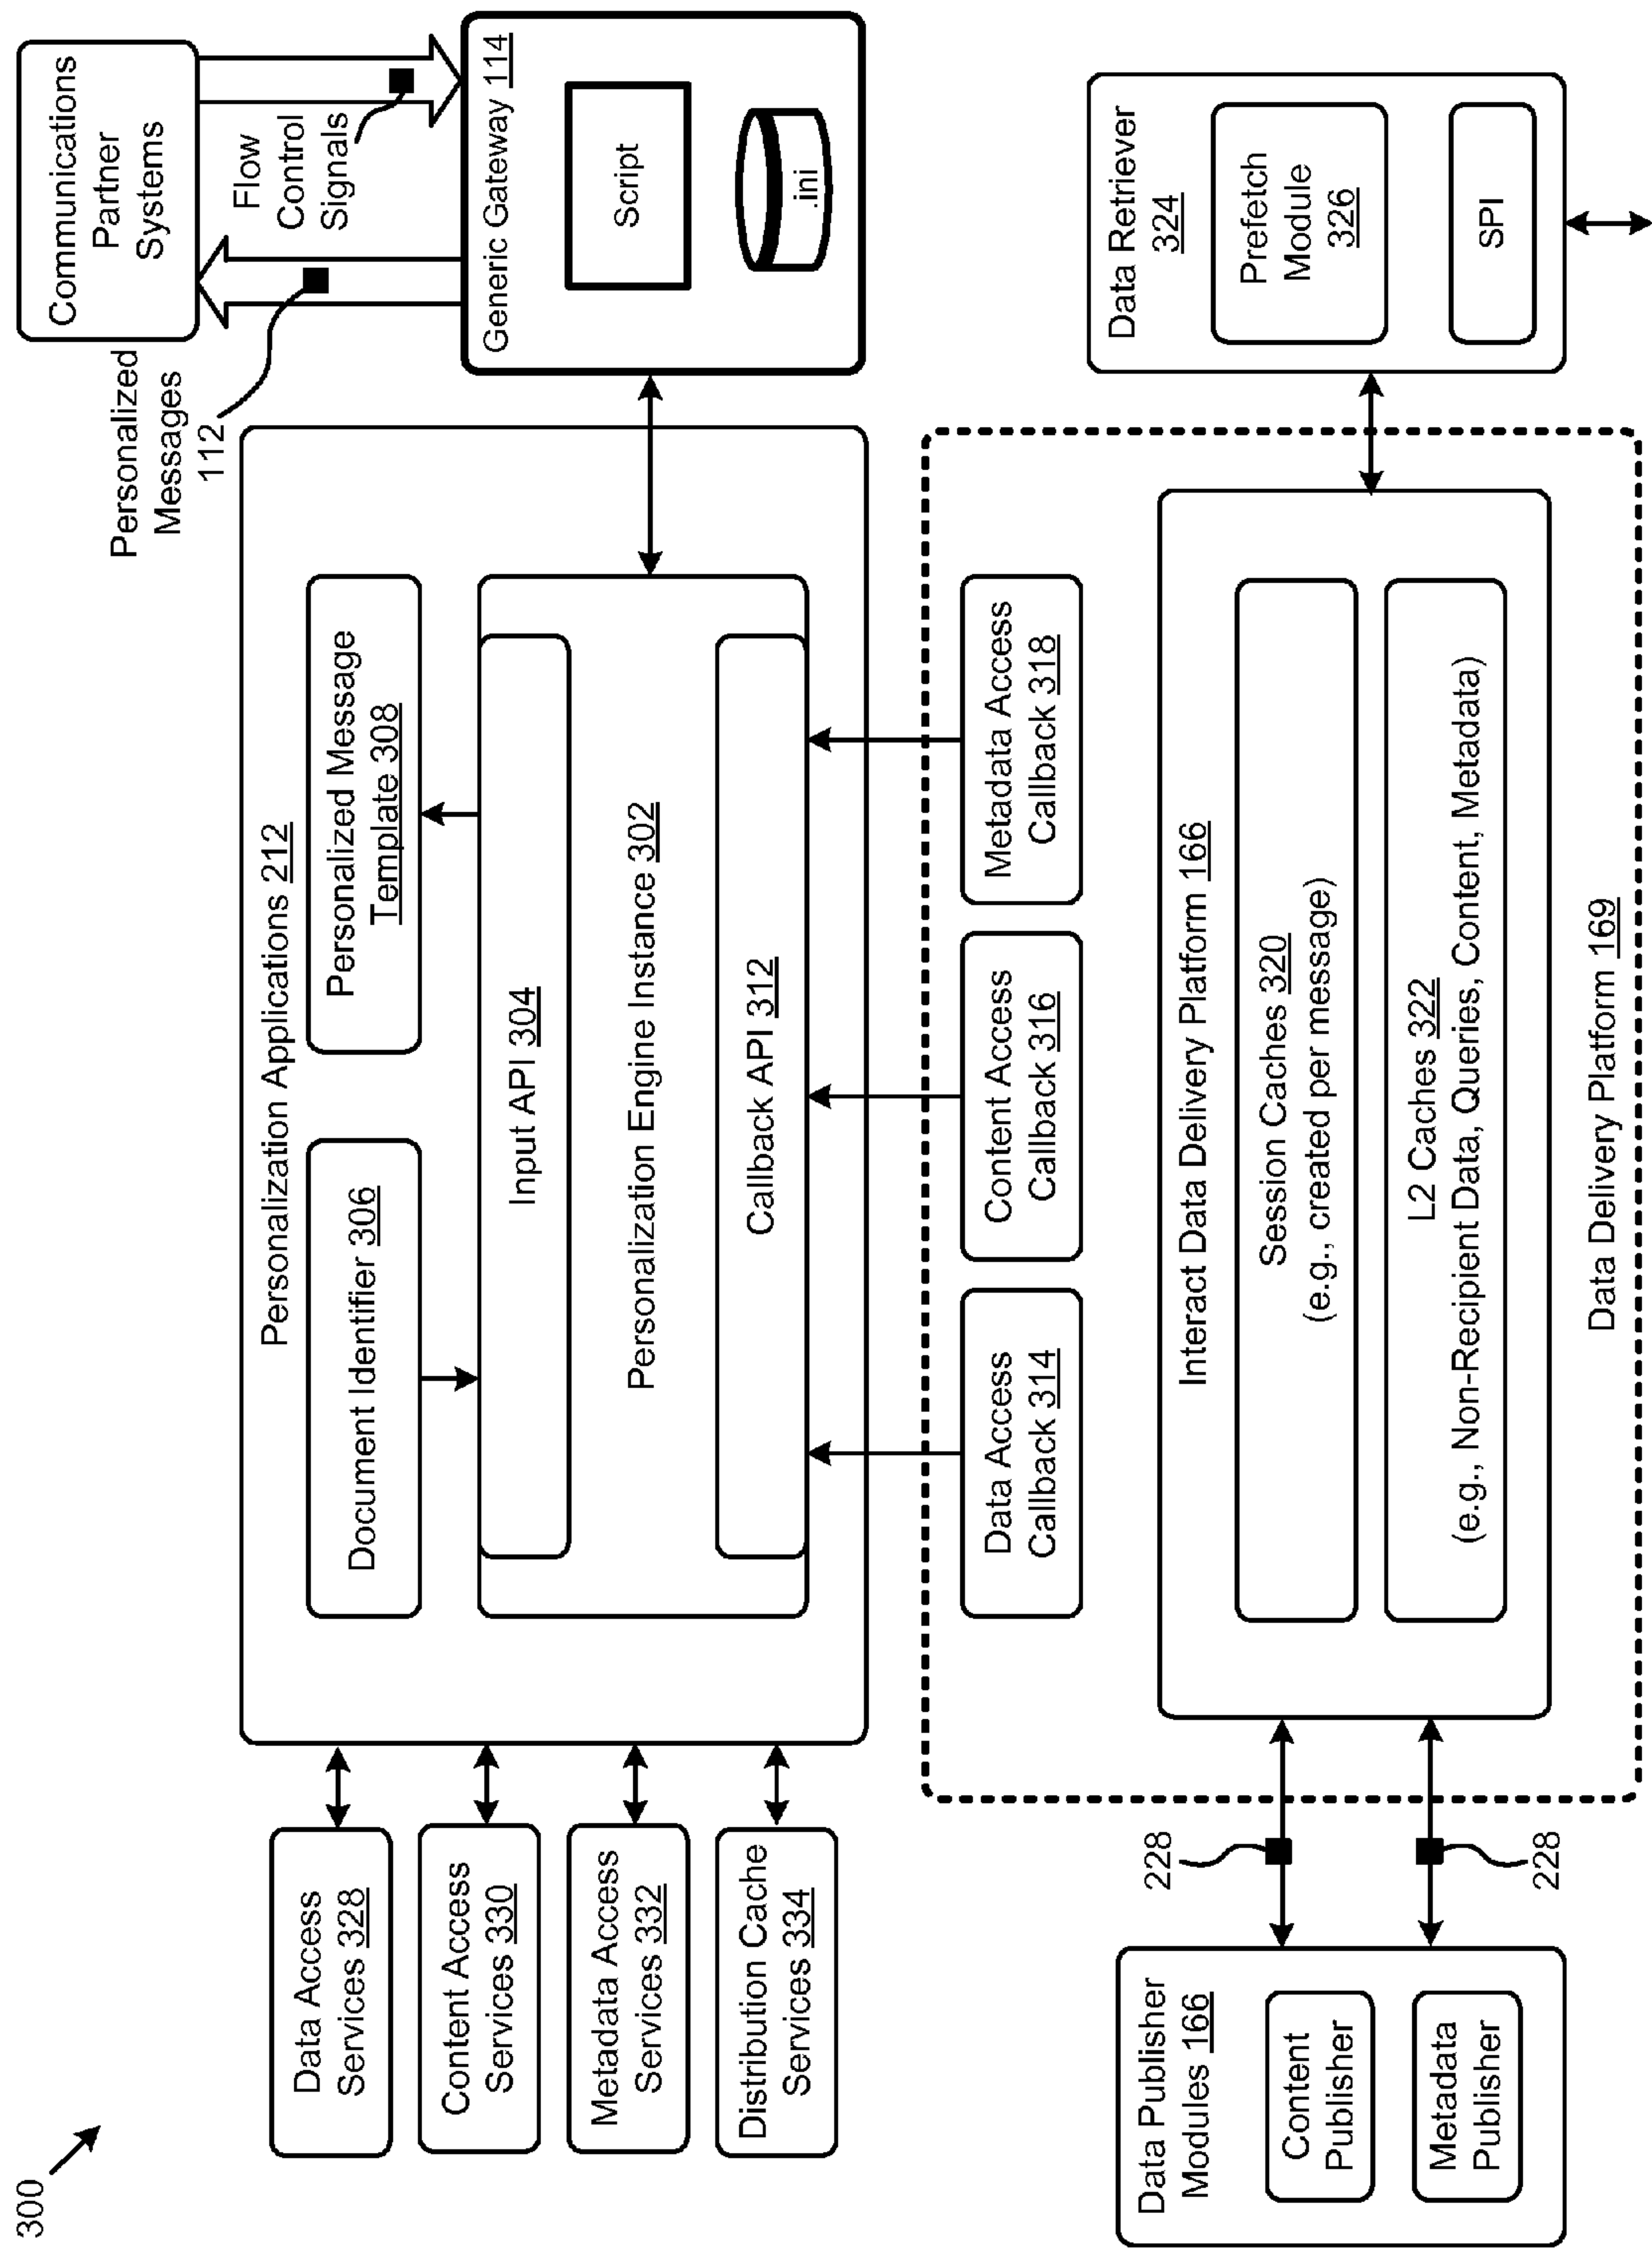 300
Data Access
Services 328
Content Access
Services 330
Metadata Access
Services 332
Distribution Cache
Services 334
Personalization Applications 212
Document Identifier 306
Personalized Message
Template 308
Input API 304
Personalization Engine Instance 302
Callback API 312
Personalized
Messages
112
Communications
Partner
Systems
Flow
Control
Signals
Generic Gateway 114
Script
.ini
Data Publisher
Modules 166
Content
Publisher
Metadata
Publisher
228
228
Data Access
Callback 314
Content Access
Callback 316
Metadata Access
Callback 318
Interact Data Delivery Platform 166
Session Caches 320
(e.g., created per message)
L2 Caches 322
(e.g., Non-Recipient Data, Queries, Content, Metadata)
Data Delivery Platform 169
Data Retriever
324
Prefetch
Module
326
SPI